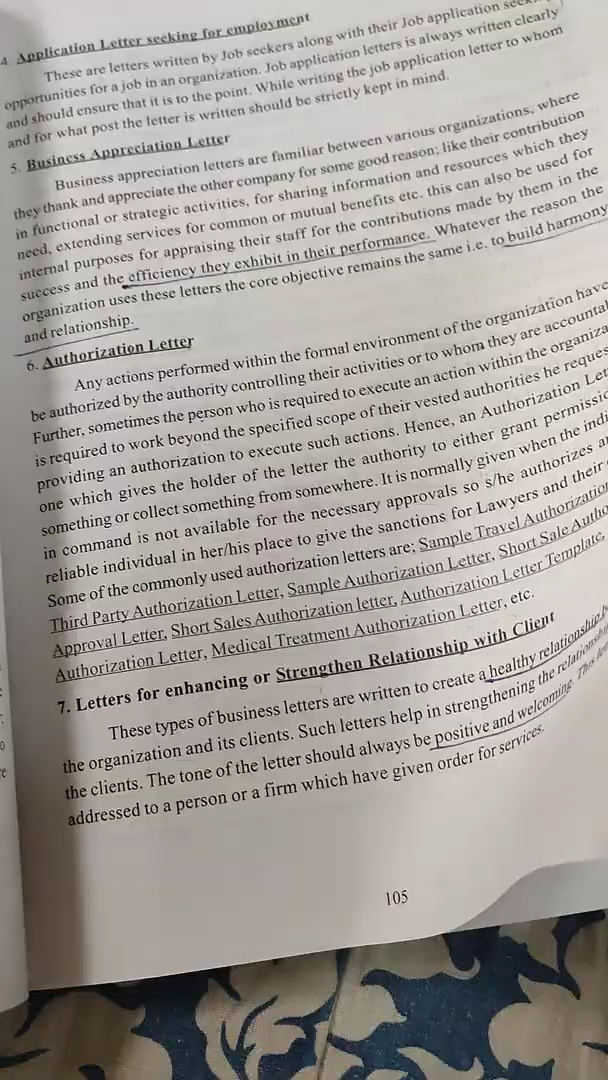 4. Application Letter seeking for employment
These are letters written by Job seekers along with their Job application
opportunities for a job in an organization. Job application letters is always written clearly
and should ensure that it is to the point. While writing the job application letter to whom
and for what post the letter is written should be strictly kept in mind.
5. Business Appreciation Letter
Business appreciation letters are familiar between various organizations, where
they thank and appreciate the other company for some good reason; like their contribution
in functional or strategic activities, for sharing information and resources which they
need, extending services for common or mutual benefits etc. this can also be used for
internal purposes for appraising their staff for the contributions made by them in the
success and the efficiency they exhibit in their performance. Whatever the reason the
organization uses these letters the core objective remains the same i.e. to build harmony
and relationship.
6. Authorization Letter
Any actions performed within the formal environment of the organization have
be authorized by the authority controlling their activities or to whom they are
Further, sometimes the person who is required to execute an action within the
is required to work beyond the specified scope of their vested authorities he
providing an authorization to execute such actions. Hence, an Authorization
one which gives the holder of the letter the authority to either grant
something or collect something from somewhere. It is normally given when the
in command is not available for the necessary approvals so s/he authorizes
reliable individual in her/his place to give the sanctions for Lawyers and their
Some of the commonly used authorization letters are; Sample Travel Authorization
Third Party Authorization Letter, Sample Authorization Letter, Short Sale
Approval Letter, Short Sales Authorization letter, Authorization Letter Template,
Authorization Letter, Medical Treatment Authorization Letter, etc.
7. Letters for enhancing or Strengthen Relationship with Client
These types of business letters are written to create a healthy relationship
the organization and its clients. Such letters help in strengthening the relationship
the clients. The tone of the letter should always be positive and welcoming. This
addressed to a person or a firm which have given order for services.
105